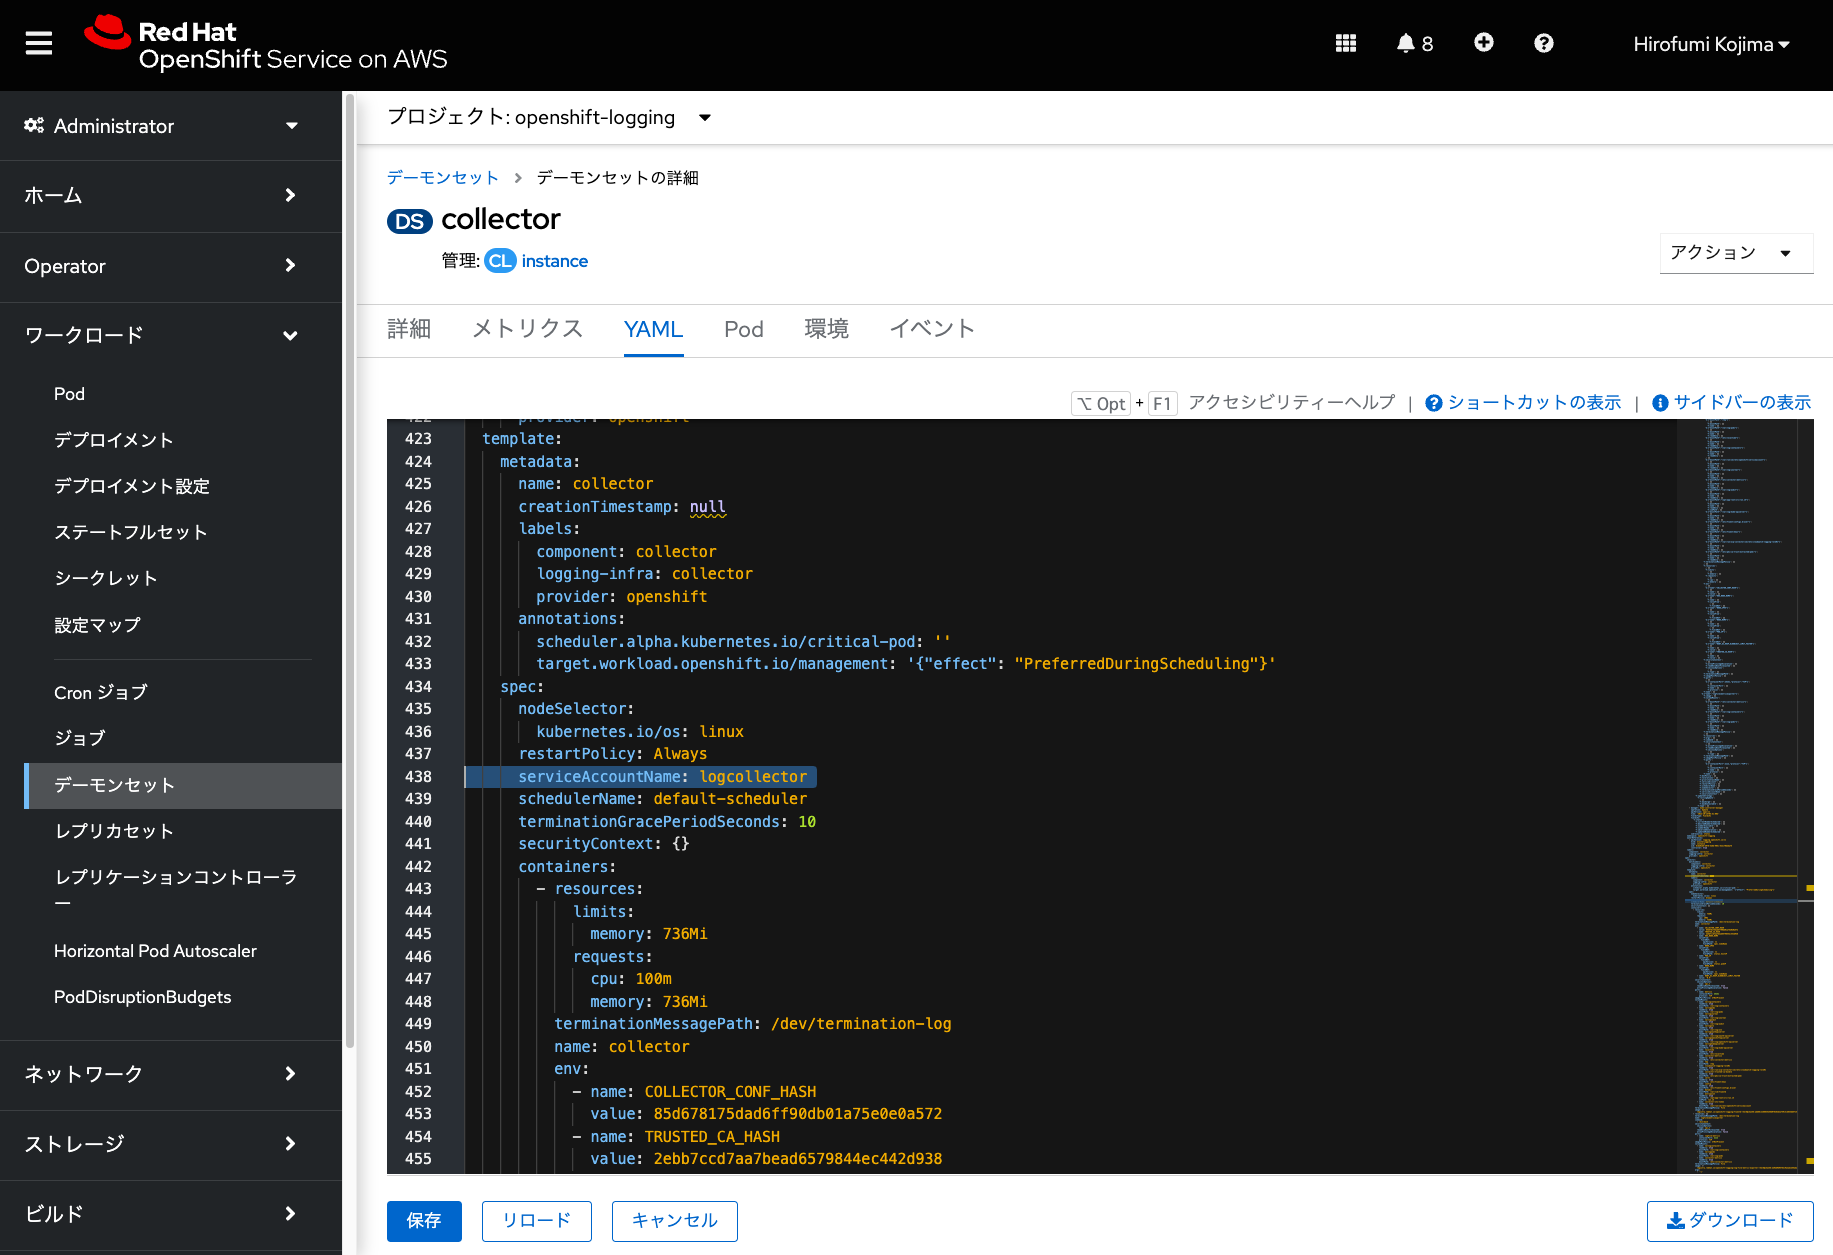 Red Hat
OpenShift Service on AWS
8
Hirofumi Kojima
Administrator
ホーム
Operator
ワークロード
Pod
デプロイメント
デプロイメント設定
ステートフルセット
シークレット
設定マップ
Cron ジョブ
ジョブ
デーモンセット
レプリカセット
レプリケーションコントローラ
ー
Horizontal Pod Autoscaler
PodDisruptionBudgets
ネットワーク
ストレージ
ビルド
プロジェクト: openshift-logging
デーモンセット > デーモンセットの詳細
DS collector
管理: CL instance
アクション
詳細 メトリクス YAML Pod 環境 イベント
⌥ Opt + F1 アクセシビリティーヘルプ | ショートカットの表示 | サイドバーの表示
422 provider: openshift
423 template:
424 metadata:
425 name: collector
426 creationTimestamp: null
427 labels:
428 component: collector
429 logging-infra: collector
430 provider: openshift
431 annotations:
432 scheduler.alpha.kubernetes.io/critical-pod: ''
433 target.workload.openshift.io/management: '{"effect": "PreferredDuringScheduling"}'
434 spec:
435 nodeSelector:
436 kubernetes.io/os: linux
437 restartPolicy: Always
438 serviceAccountName: logcollector
439 schedulerName: default-scheduler
440 terminationGracePeriodSeconds: 10
441 securityContext: {}
442 containers:
443 - resources:
444 limits:
445 memory: 736Mi
446 requests:
447 cpu: 100m
448 memory: 736Mi
449 terminationMessagePath: /dev/termination-log
450 name: collector
451 env:
452 - name: COLLECTOR_CONF_HASH
453 value: 85d678175dad6ff90db01a75e0e0a572
454 - name: TRUSTED_CA_HASH
455 value: 2ebb7ccd7aa7bead6579844ec442d938
保存 リロード キャンセル ダウンロード